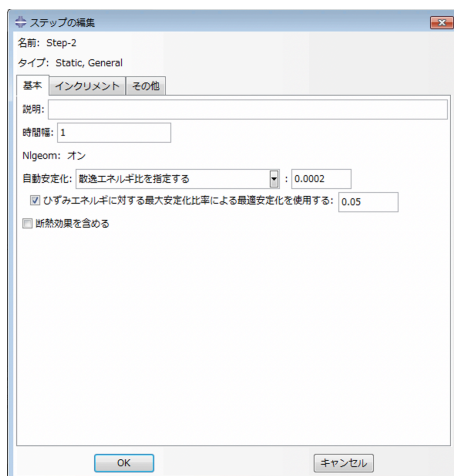 ステップの編集
名前: Step-2
タイプ: Static, General
基本 インクリメント その他
説明:
時間幅: 1
Nlgeom: オン
自動安定化: 散逸エネルギ比を指定する : 0.0002
ひずみエネルギに対する最大安定化比率による最適安定化を使用する: 0.05
断熱効果を含める
OK キャンセル